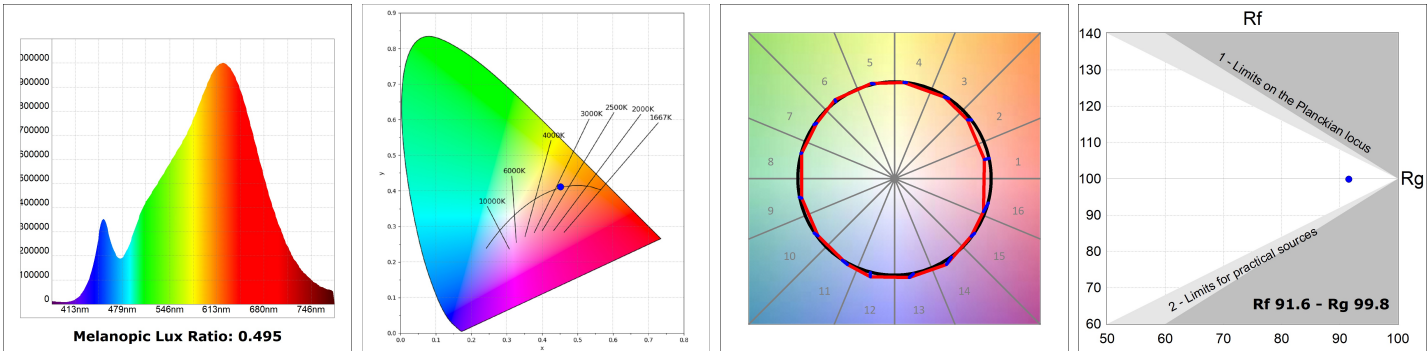 000000
900000
800000
700000
600000
500000
400000
300000
200000
100000
0
413nm 479nm 546nm 613nm 680nm 746nm
Melanopic Lux Ratio: 0.495
0.9
0.8
0.7
0.6
0.5
0.4
0.3
0.2
0.1
0.0
y
0.0 0.1 0.2 0.3 0.4 0.5 0.6 0.7 0.8
x
1667K
2000K
2500K
3000K
4000K
6000K
10000K
1
2
3
4
5
6
7
8
9
10
11
12
13
14
15
16
Rf
140
130
120
110
100
90
80
70
60
50 60 70 80 90 100
Rg
1 - Limits on the Planckian locus
2 - Limits for practical sources
Rf 91.6 - Rg 99.8